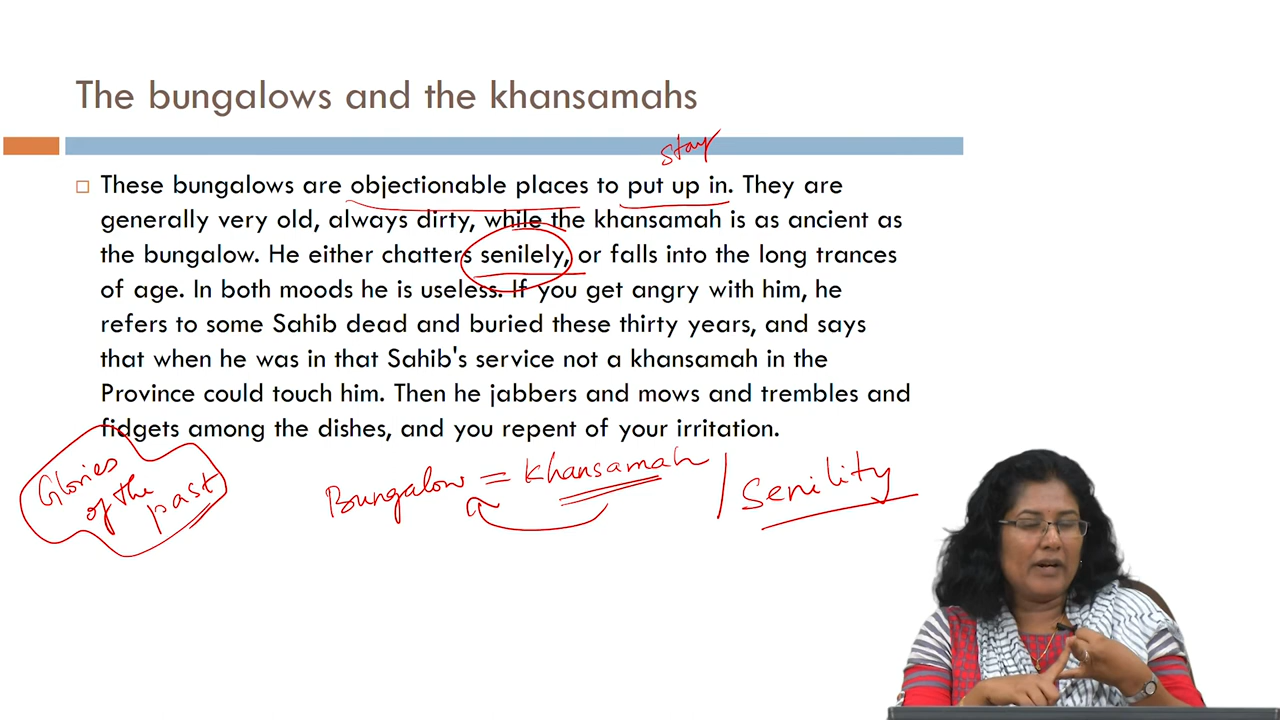 The bungalows and the khansamahs
stay
These bungalows are objectionable places to put up in. They are
generally very old, always dirty, while the khansamah is as ancient as
the bungalow. He either chatters senilely, or falls into the long trances
of age. In both moods he is useless. If you get angry with him, he
refers to some Sahib dead and buried these thirty years, and says
that when he was in that Sahib's service not a khansamah in the
Province could touch him. Then he jabbers and mows and trembles and
fidgets among the dishes, and you repent of your irritation.
Glories
of the
past
Bungalow = khansamah / Senility